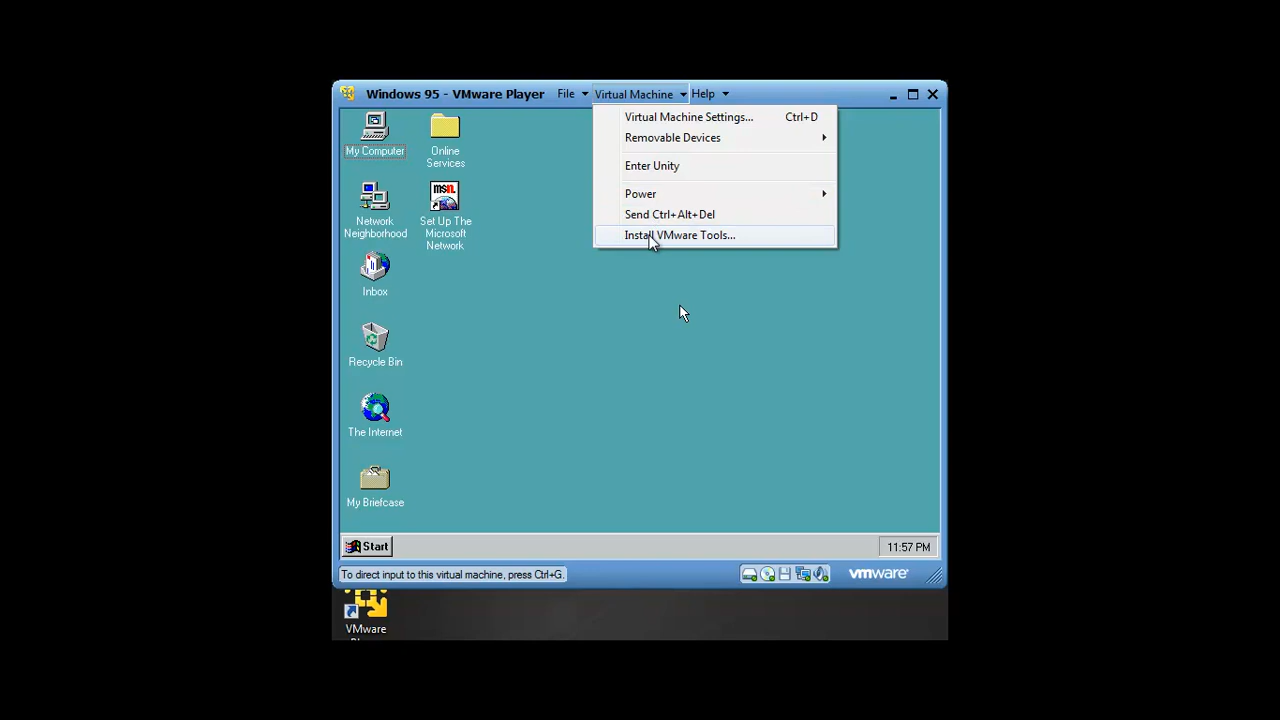 Windows 95 - VMware Player
File
Virtual Machine
Help
Virtual Machine Settings... Ctrl+D
Removable Devices
Enter Unity
Power
Send Ctrl+Alt+Del
Install VMware Tools...
My Computer
Online
Services
Network
Neighborhood
msn
Set Up The
Microsoft
Network
Inbox
Recycle Bin
The Internet
My Briefcase
Start
11:57 PM
To direct input to this virtual machine, press Ctrl+G.
vmware
VMware